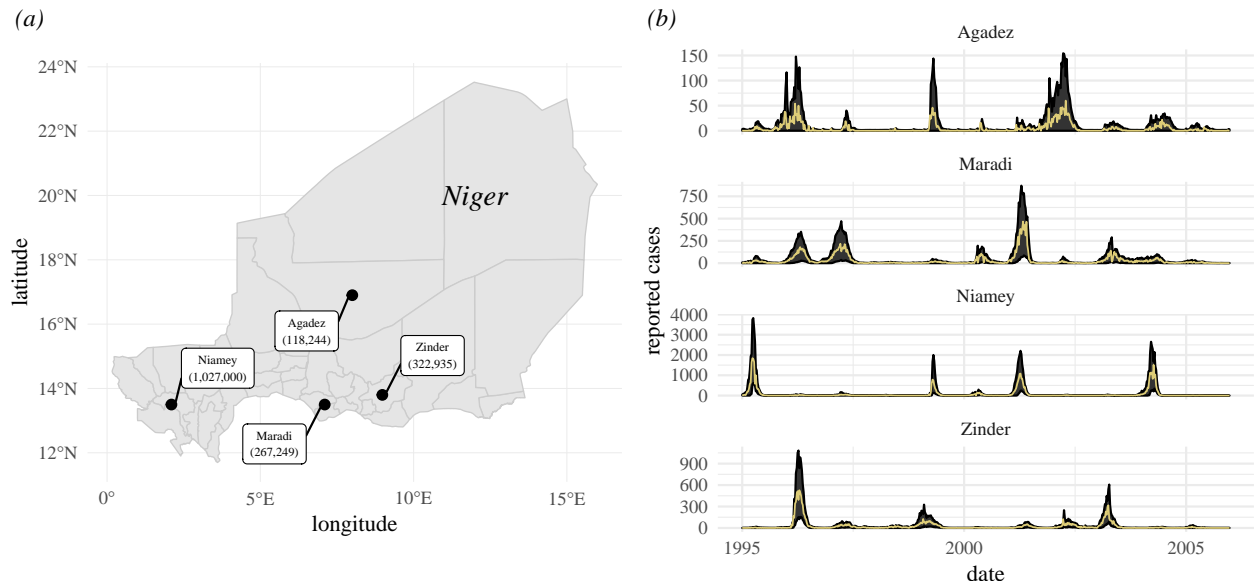 (a)
24°N
22°N
20°N
18°N
16°N
14°N
12°N
latitude
Niger
Agadez
(118,244)
Zinder
(322,935)
Niamey
(1,027,000)
Maradi
(267,249)
0°
5°E
10°E
15°E
longitude
(b)
reported cases
Agadez
150
100
50
0
Maradi
750
500
250
0
Niamey
4000
3000
2000
1000
0
Zinder
900
600
300
0
1995
2000
2005
date